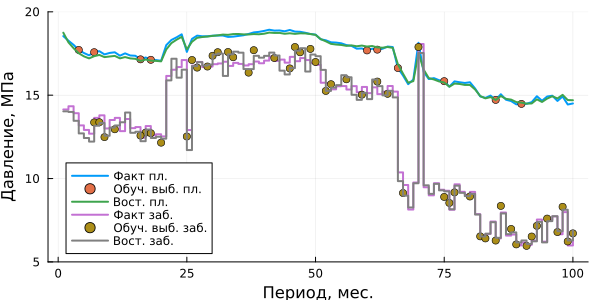 20
15
10
5
Давление, МПа
Факт пл.
Обуч. выб. пл.
Вост. пл.
Факт заб.
Обуч. выб. заб.
Вост. заб.
0 25 50 75 100
Период, мес.